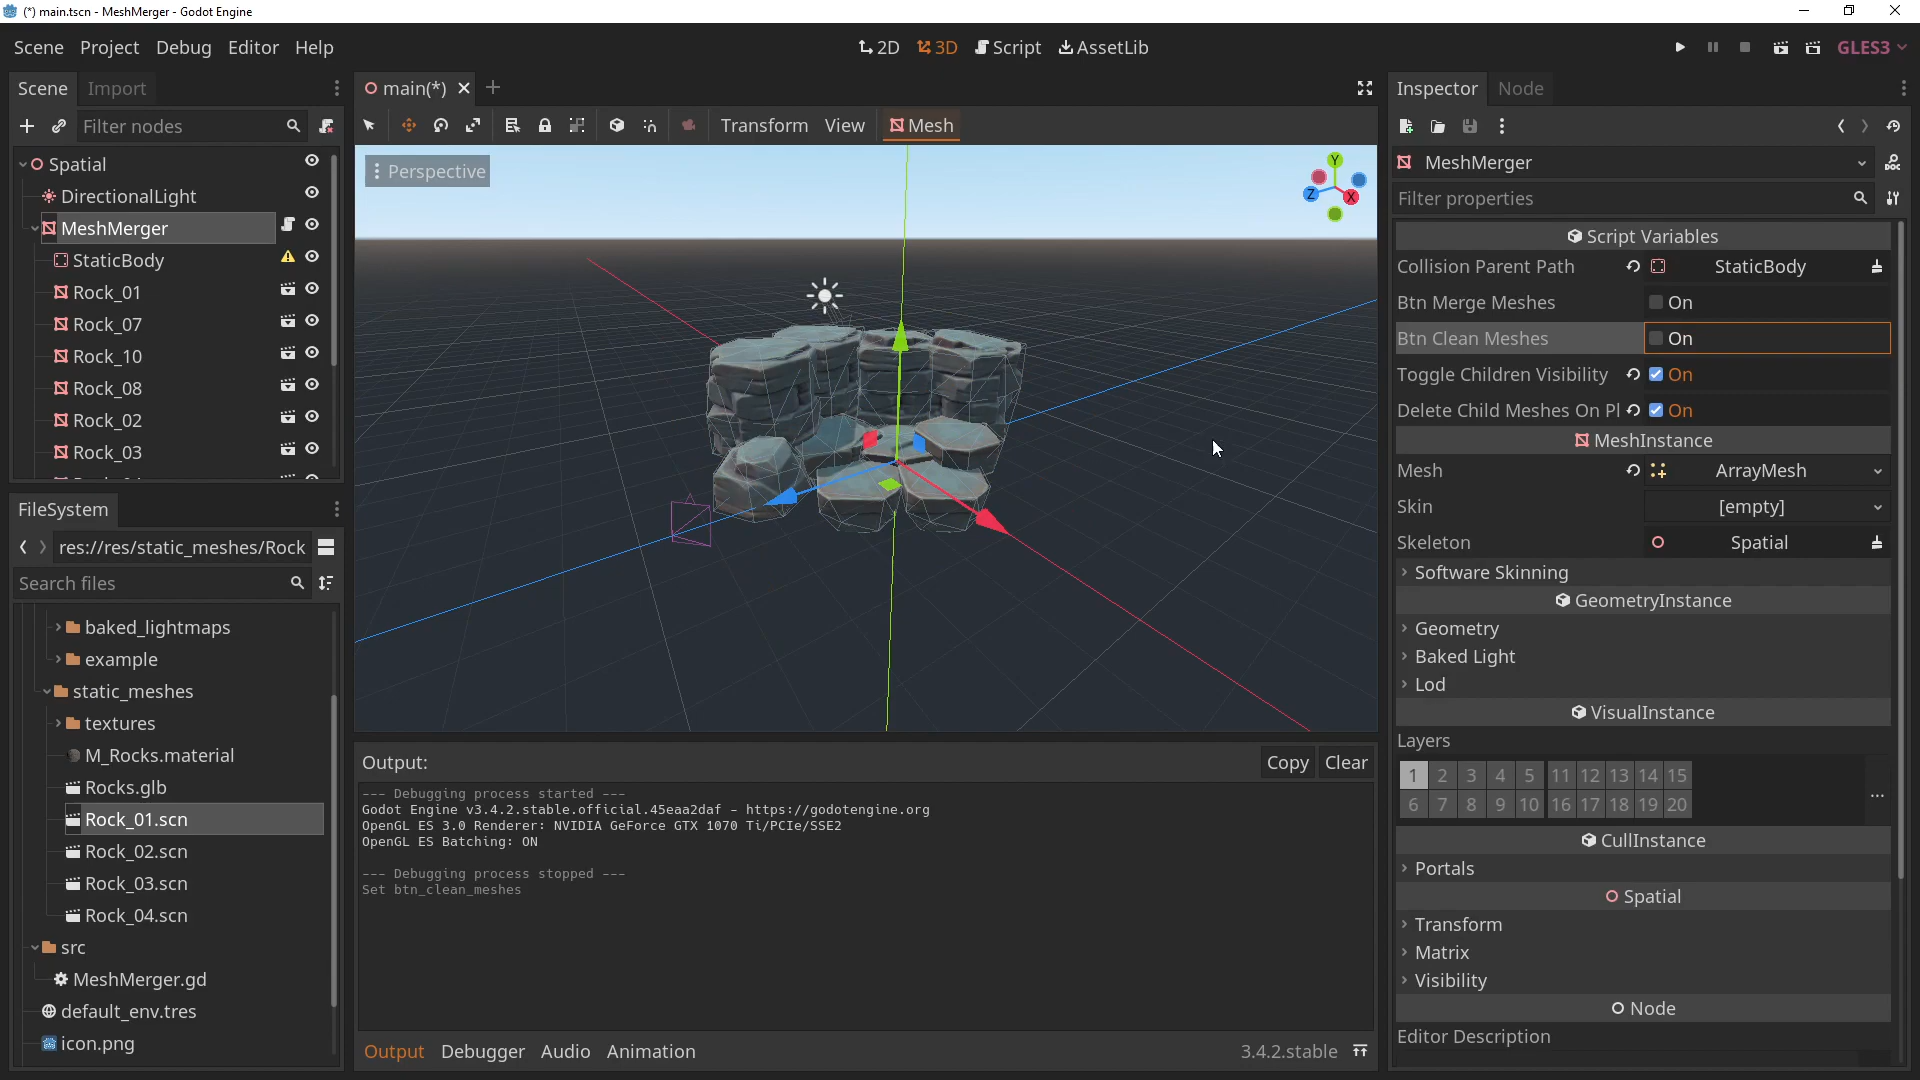 (*) main.tscn - MeshMerger - Godot Engine
Scene Project Debug Editor Help
2D 3D Script AssetLib
GLES3
Scene Import
Filter nodes
Spatial
DirectionalLight
MeshMerger
StaticBody
Rock_01
Rock_07
Rock_10
Rock_08
Rock_02
Rock_03
FileSystem
res://res/static_meshes/Rock
Search files
baked_lightmaps
example
static_meshes
textures
M_Rocks.material
Rocks.glb
Rock_01.scn
Rock_02.scn
Rock_03.scn
Rock_04.scn
src
MeshMerger.gd
default_env.tres
icon.png
main(*)
Transform View Mesh
Perspective
Y
Z
X
Output:
Copy Clear
--- Debugging process started ---
Godot Engine v3.4.2.stable.official.45eaa2daf - https://godotengine.org
OpenGL ES 3.0 Renderer: NVIDIA GeForce GTX 1070 Ti/PCIe/SSE2
OpenGL ES Batching: ON
--- Debugging process stopped ---
Set btn_clean_meshes
Output Debugger Audio Animation
3.4.2.stable
Inspector Node
MeshMerger
Filter properties
Script Variables
Collision Parent Path StaticBody
Btn Merge Meshes On
Btn Clean Meshes On
Toggle Children Visibility On
Delete Child Meshes On Pl On
MeshInstance
Mesh ArrayMesh
Skin [empty]
Skeleton Spatial
Software Skinning
GeometryInstance
Geometry
Baked Light
Lod
VisualInstance
Layers
1 2 3 4 5 11 12 13 14 15
6 7 8 9 10 16 17 18 19 20
...
CullInstance
Portals
Spatial
Transform
Matrix
Visibility
Node
Editor Description